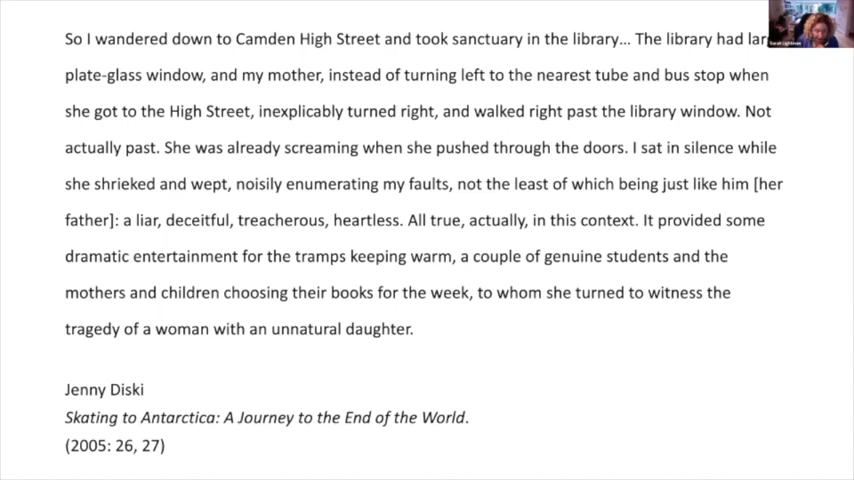 So I wandered down to Camden High Street and took sanctuary in the library... The library had
plate-glass window, and my mother, instead of turning left to the nearest tube and bus stop when
she got to the High Street, inexplicably turned right, and walked right past the library window. Not
actually past. She was already screaming when she pushed through the doors. I sat in silence while
she shrieked and wept, noisily enumerating my faults, not the least of which being just like him [her
father]: a liar, deceitful, treacherous, heartless. All true, actually, in this context. It provided some
dramatic entertainment for the tramps keeping warm, a couple of genuine students and the
mothers and children choosing their books for the week, to whom she turned to witness the
tragedy of a woman with an unnatural daughter.
Jenny Diski
Skating to Antarctica: A Journey to the End of the World.
(2005: 26, 27)
Sarah Lightman